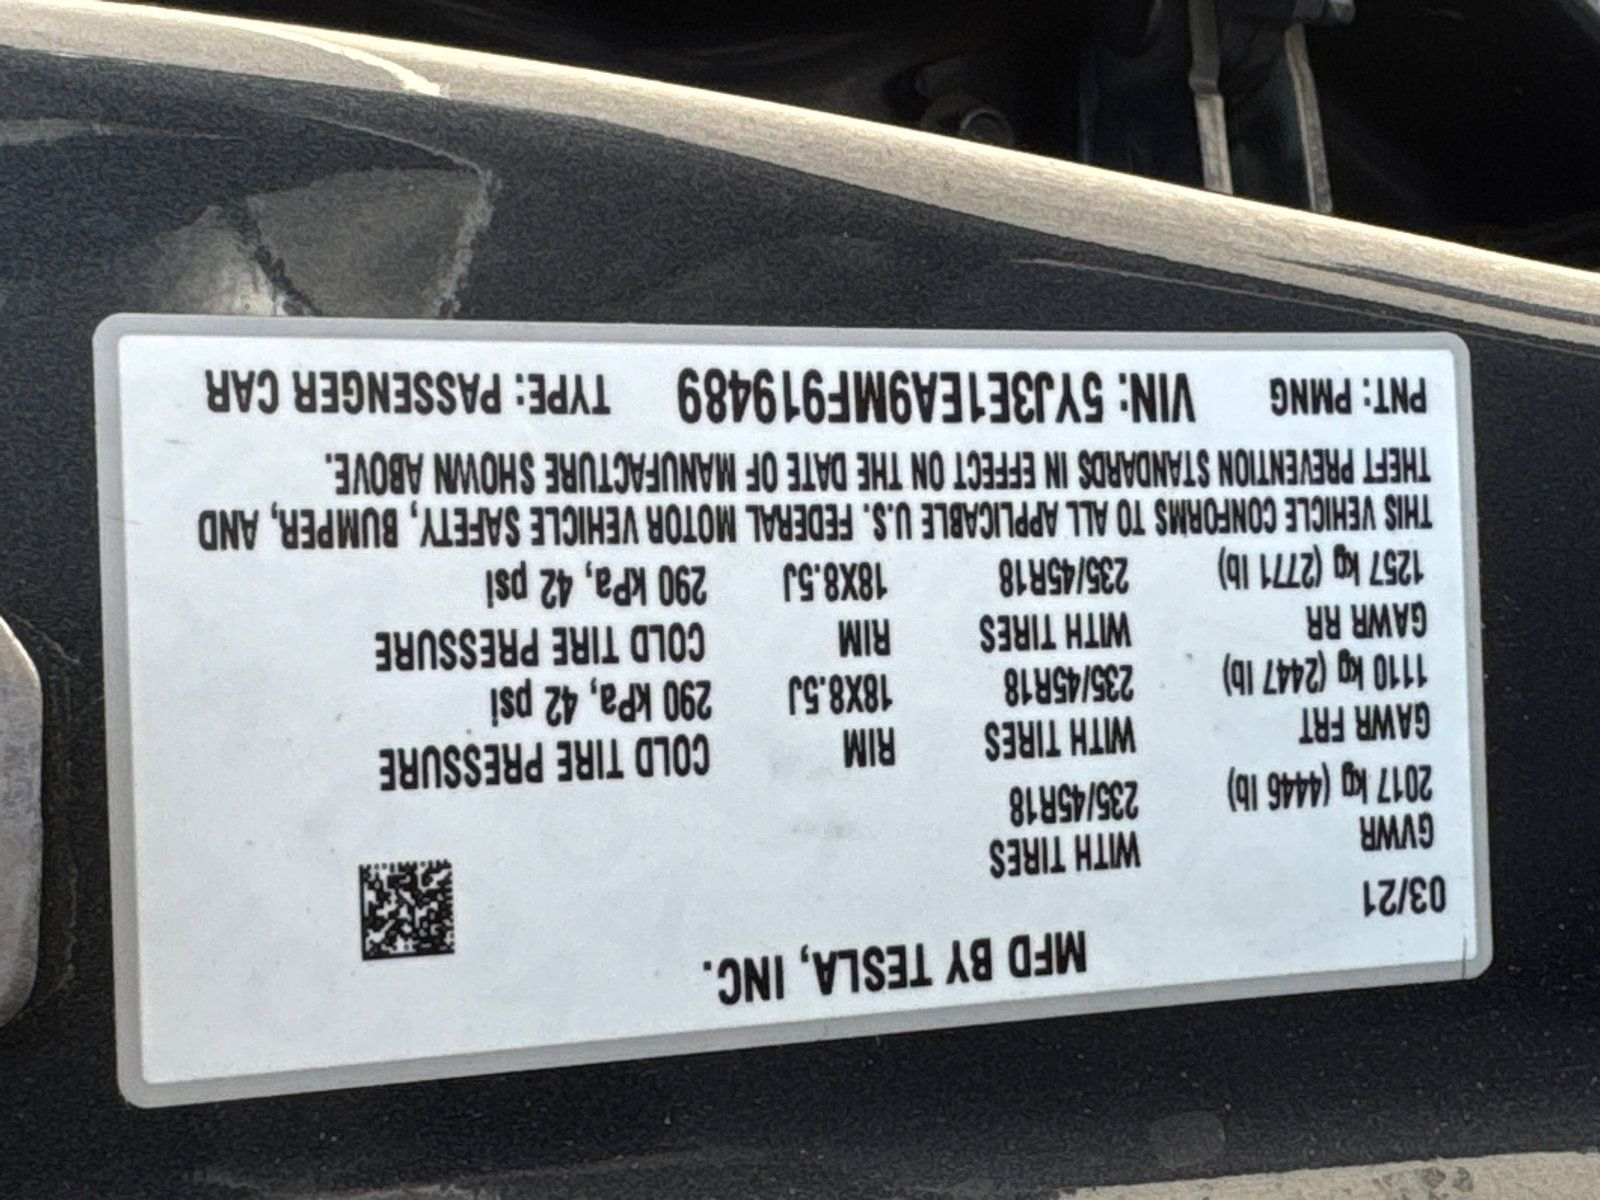 MFD BY TESLA, INC.
03/21
GVWR WITH TIRES
2017 kg (4446 lb) 235/45R18
GAWR FRT WITH TIRES RIM COLD TIRE PRESSURE
1110 kg (2447 lb) 235/45R18 18X8.5J 290 kPa, 42 psi
GAWR RR WITH TIRES RIM COLD TIRE PRESSURE
1257 kg (2771 lb) 235/45R18 18X8.5J 290 kPa, 42 psi
THIS VEHICLE CONFORMS TO ALL APPLICABLE U.S. FEDERAL MOTOR VEHICLE SAFETY, BUMPER, AND
THEFT PREVENTION STANDARDS IN EFFECT ON THE DATE OF MANUFACTURE SHOWN ABOVE.
PNT: PMNG VIN: 5YJ3E1EA9MF919489 TYPE: PASSENGER CAR